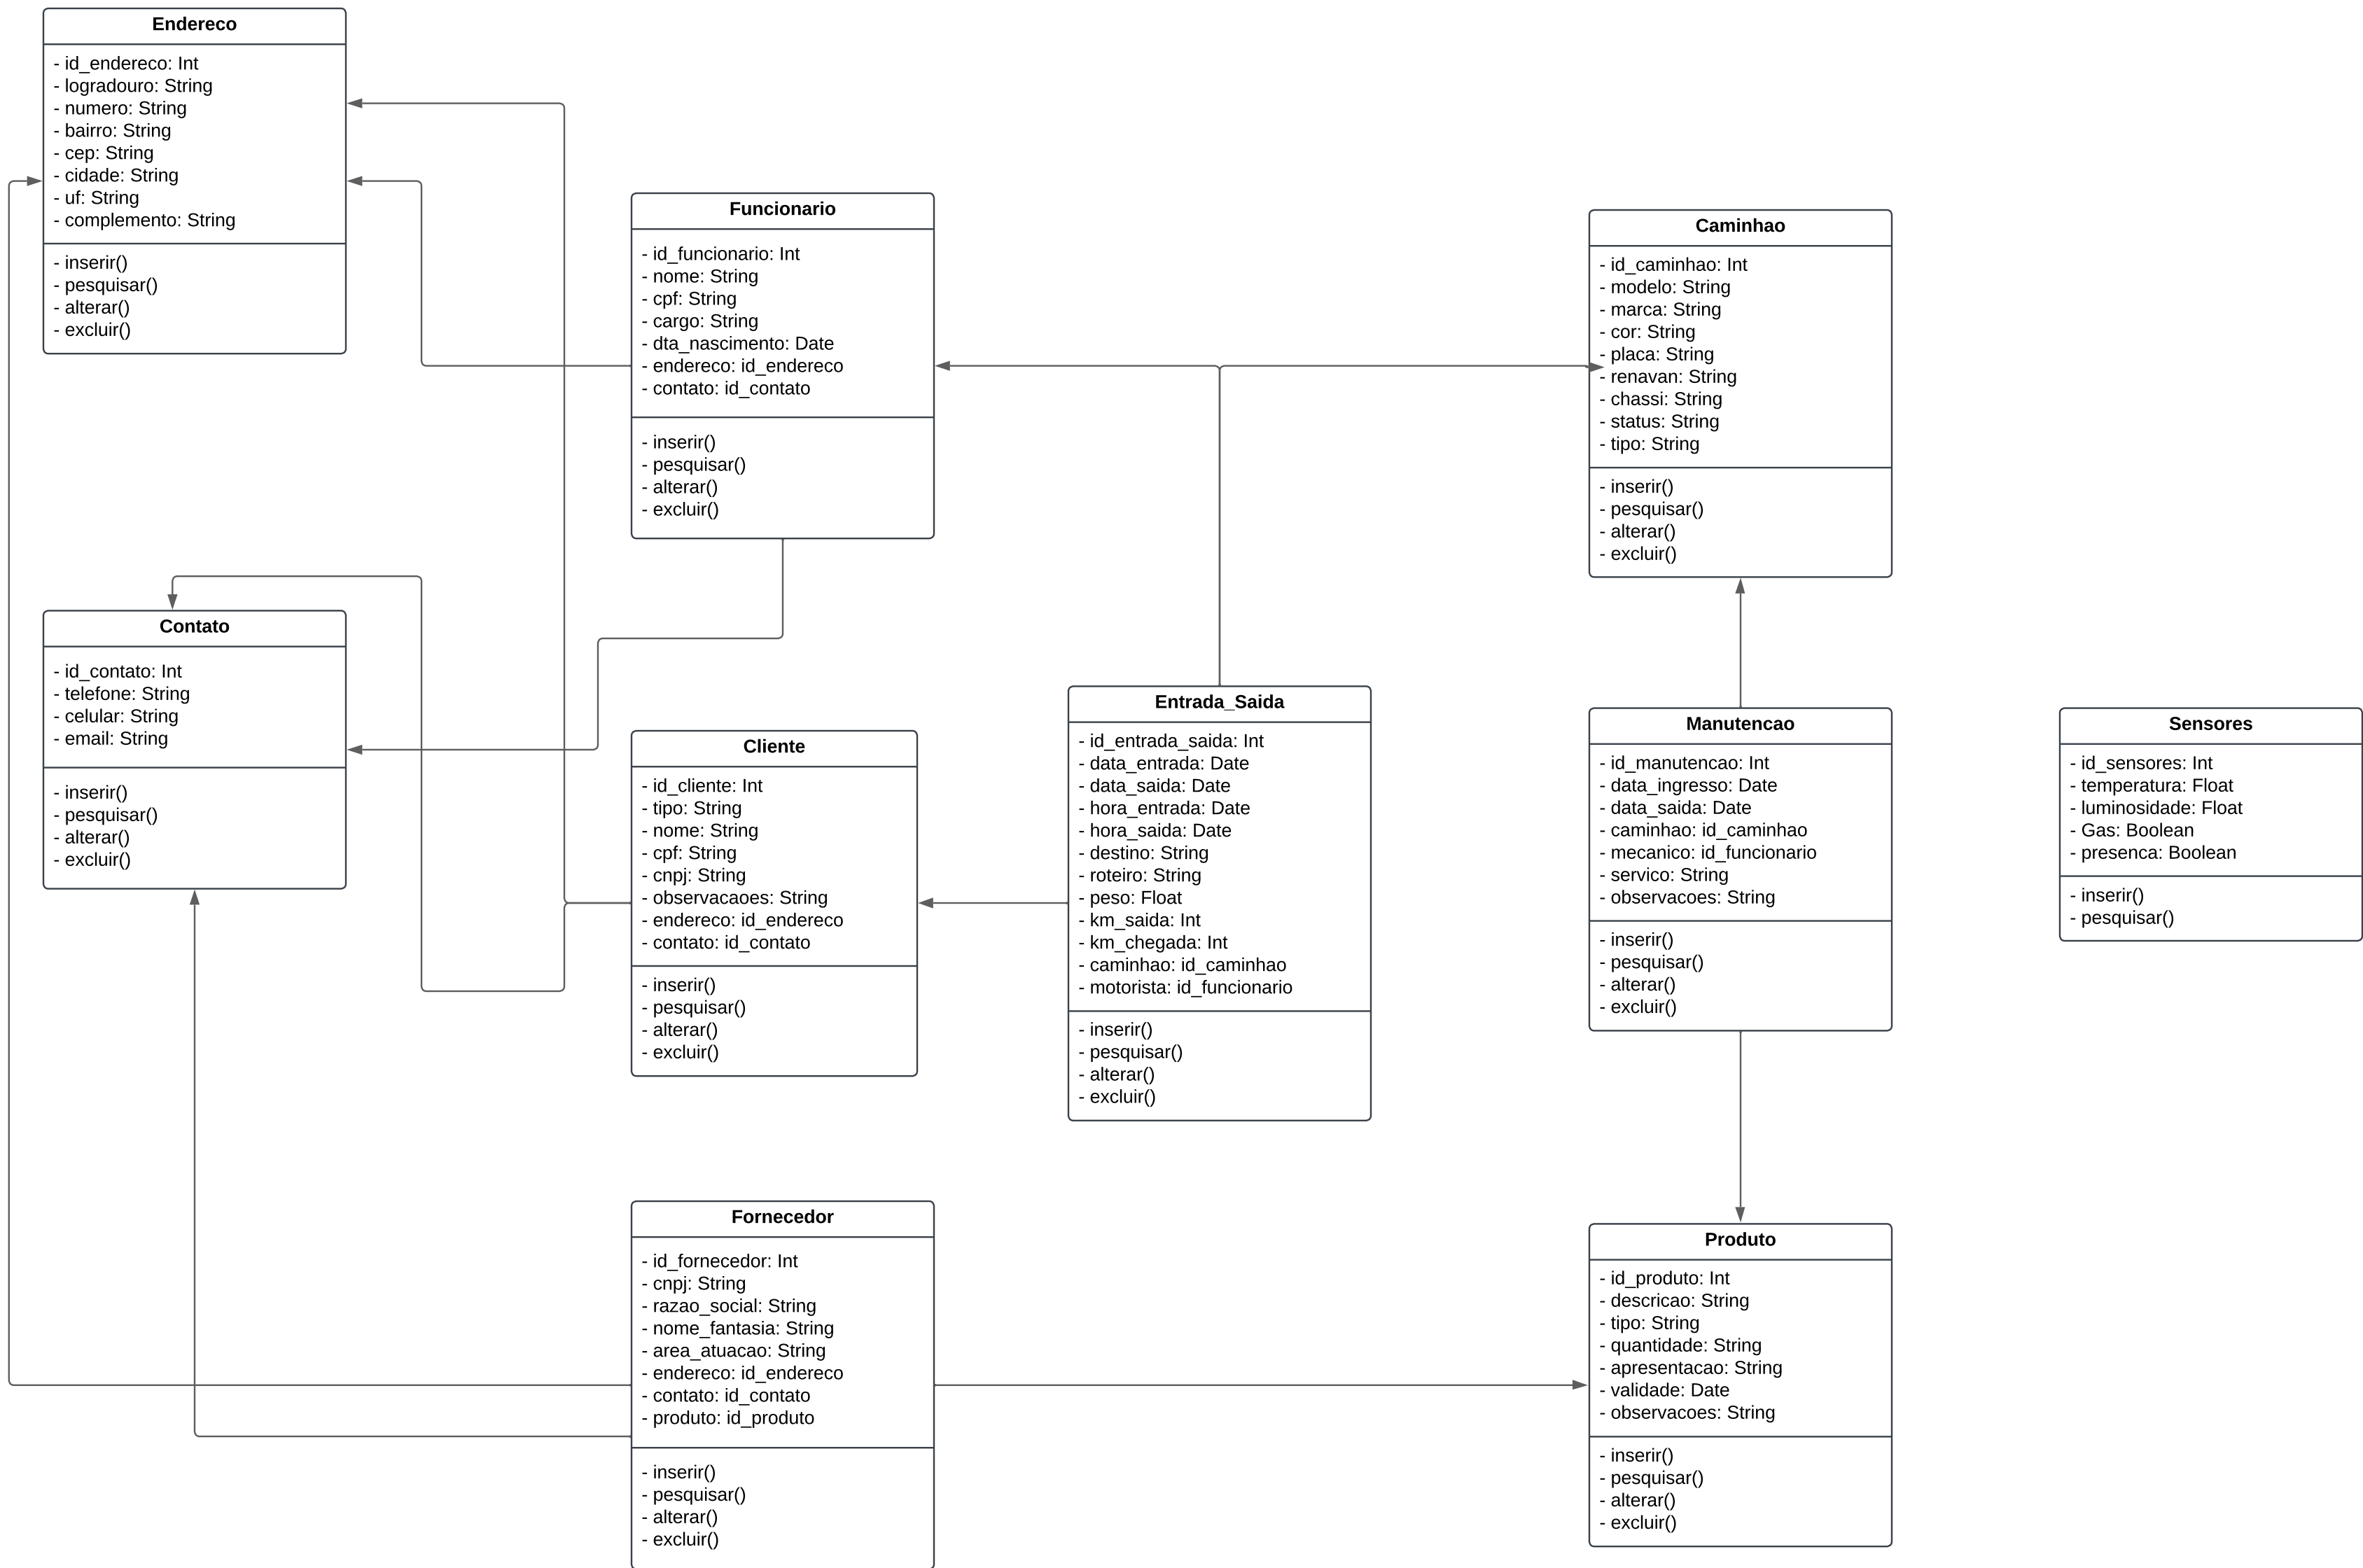 Endereco
- id_endereco: Int
- logradouro: String
- numero: String
- bairro: String
- cep: String
- cidade: String
- uf: String
- complemento: String
- inserir()
- pesquisar()
- alterar()
- excluir()
Funcionario
- id_funcionario: Int
- nome: String
- cpf: String
- cargo: String
- dta_nascimento: Date
- endereco: id_endereco
- contato: id_contato
- inserir()
- pesquisar()
- alterar()
- excluir()
Caminhao
- id_caminhao: Int
- modelo: String
- marca: String
- cor: String
- placa: String
- renavan: String
- chassi: String
- status: String
- tipo: String
- inserir()
- pesquisar()
- alterar()
- excluir()
Contato
- id_contato: Int
- telefone: String
- celular: String
- email: String
- inserir()
- pesquisar()
- alterar()
- excluir()
Cliente
- id_cliente: Int
- tipo: String
- nome: String
- cpf: String
- cnpj: String
- observacaoes: String
- endereco: id_endereco
- contato: id_contato
- inserir()
- pesquisar()
- alterar()
- excluir()
Entrada_Saida
- id_entrada_saida: Int
- data_entrada: Date
- data_saida: Date
- hora_entrada: Date
- hora_saida: Date
- destino: String
- roteiro: String
- peso: Float
- km_saida: Int
- km_chegada: Int
- caminhao: id_caminhao
- motorista: id_funcionario
- inserir()
- pesquisar()
- alterar()
- excluir()
Manutencao
- id_manutencao: Int
- data_ingresso: Date
- data_saida: Date
- caminhao: id_caminhao
- mecanico: id_funcionario
- servico: String
- observacoes: String
- inserir()
- pesquisar()
- alterar()
- excluir()
Sensores
- id_sensores: Int
- temperatura: Float
- luminosidade: Float
- Gas: Boolean
- presenca: Boolean
- inserir()
- pesquisar()
Fornecedor
- id_fornecedor: Int
- cnpj: String
- razao_social: String
- nome_fantasia: String
- area_atuacao: String
- endereco: id_endereco
- contato: id_contato
- produto: id_produto
- inserir()
- pesquisar()
- alterar()
- excluir()
Produto
- id_produto: Int
- descricao: String
- tipo: String
- quantidade: String
- apresentacao: String
- validade: Date
- observacoes: String
- inserir()
- pesquisar()
- alterar()
- excluir()